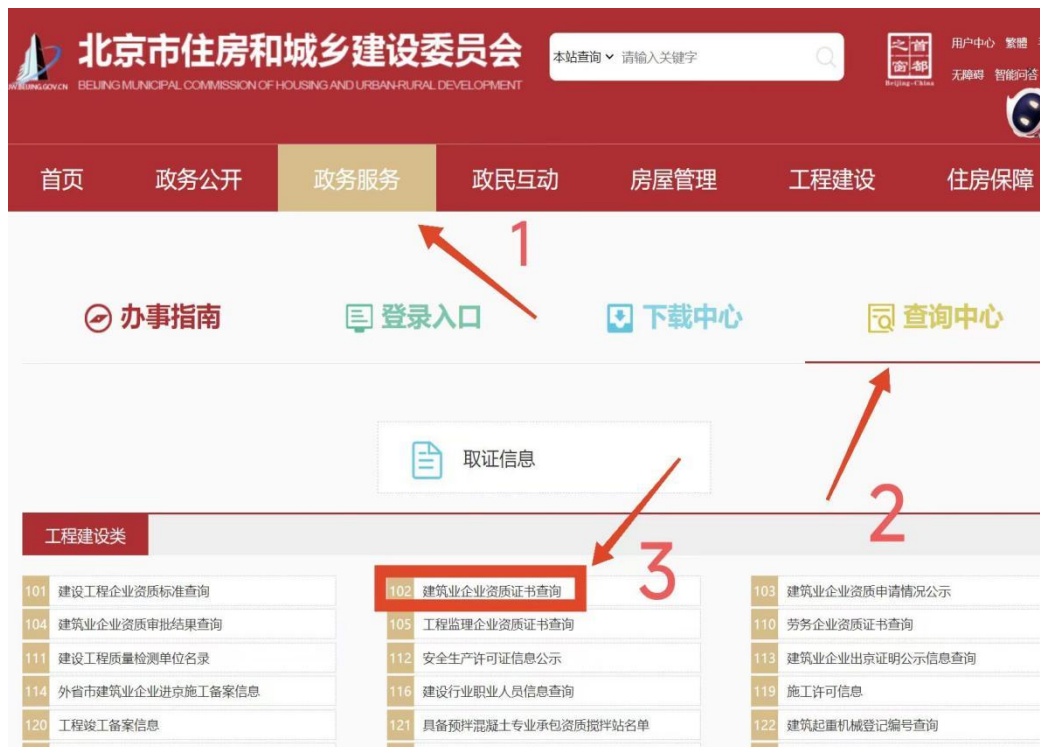 北京市住房和城乡建设委员会
BEIJING MUNICIPAL COMMISSION OF HOUSING AND URBAN-RURAL DEVELOPMENT
本站查询 请输入关键字
首都
之窗
Beijing-China
用户中心 繁體
无障碍 智能问答
首页 政务公开 政务服务 政民互动 房屋管理 工程建设 住房保障
1
办事指南 登录入口 下载中心 查询中心
取证信息
2
3
工程建设类
101 建设工程企业资质标准查询 102 建筑业企业资质证书查询 103 建筑业企业资质申请情况公示
104 建筑业企业资质审批结果查询 105 工程监理企业资质证书查询 110 劳务企业资质证书查询
111 建设工程质量检测单位名录 112 安全生产许可证信息公示 113 建筑业企业出京证明公示信息查询
114 外省市建筑业企业进京施工备案信息 116 建设行业职业人员信息查询 119 施工许可信息
120 工程竣工备案信息 121 具备预拌混凝土专业承包资质搅拌站名单 122 建筑起重机械登记编号查询